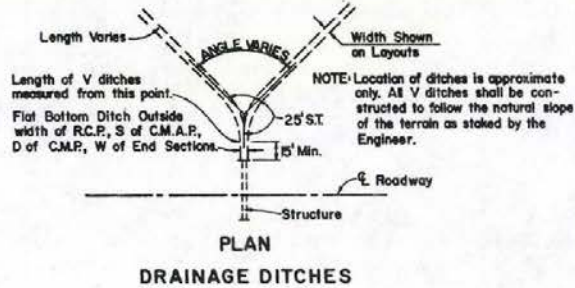 Length Varies
ANGLE VARIES
Width Shown
on Layouts
Length of V ditches
measured from this point.
NOTE: Location of ditches is approximate
only. All V ditches shall be con-
structed to follow the natural slope
of the terrain as staked by the
Engineer.
25' S.T.
Flat Bottom Ditch Outside
width of R.C.P., S of C.M.A.P.,
D of C.M.P., W of End Sections.
15' Min.
℄ Roadway
Structure
PLAN
DRAINAGE DITCHES